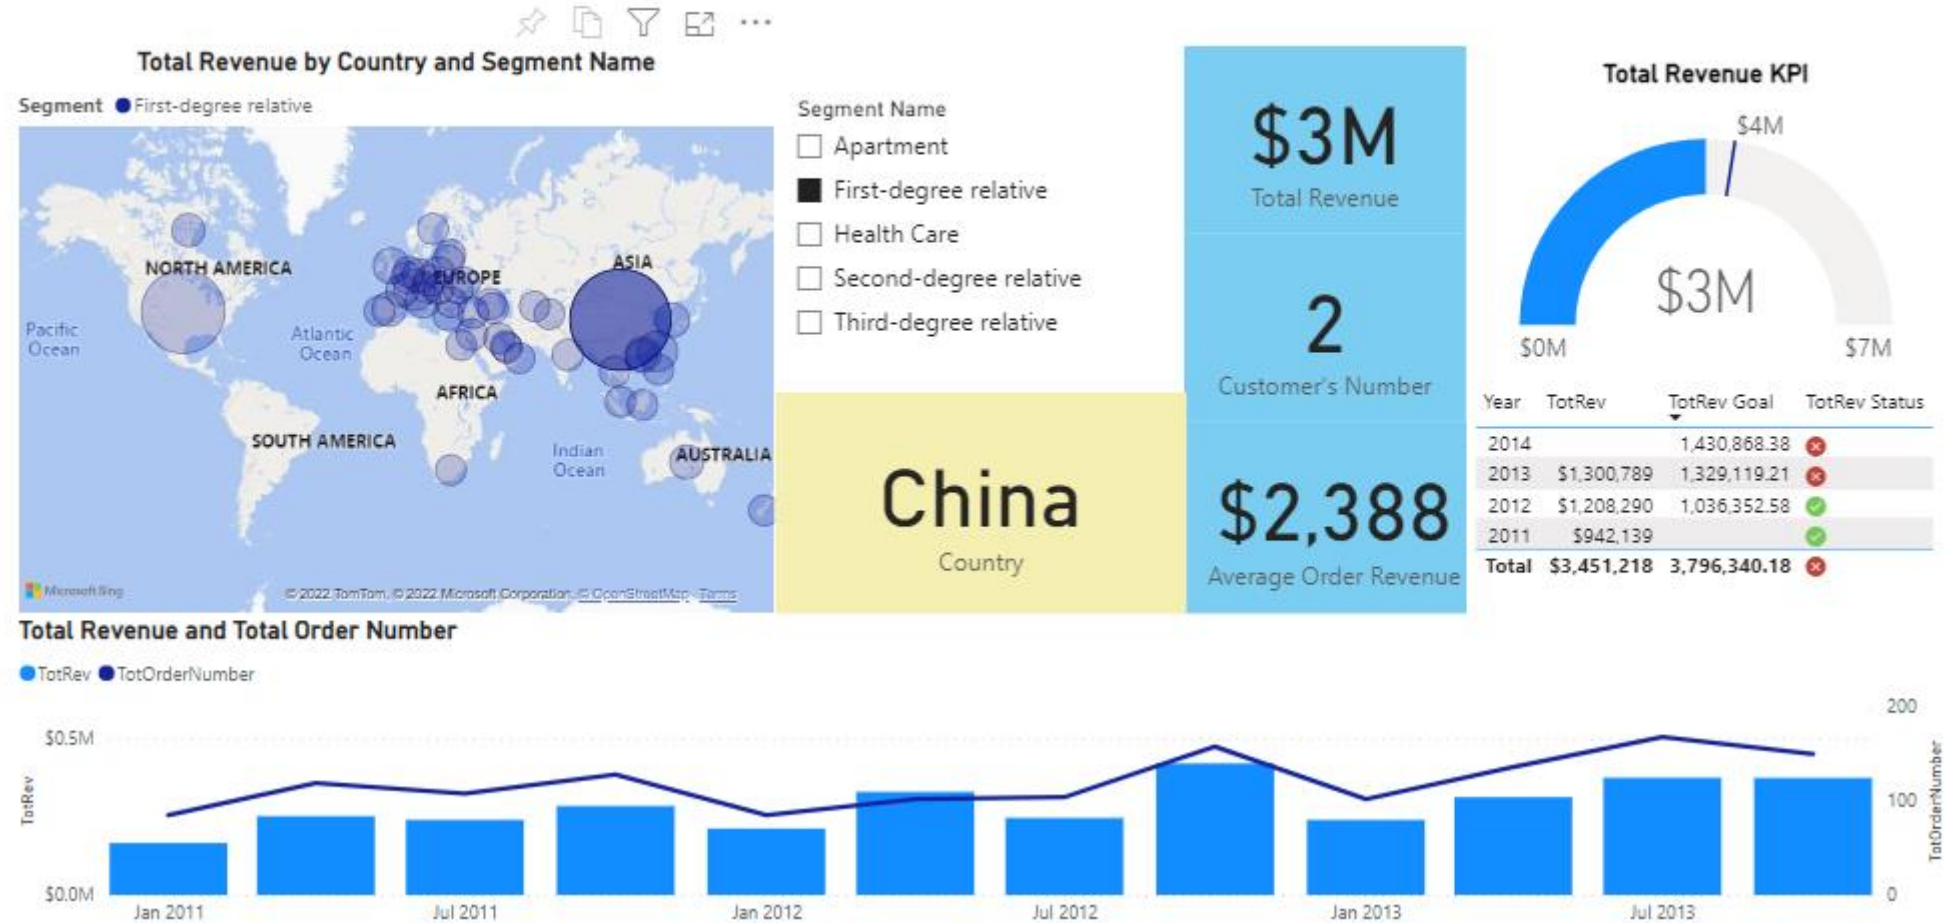 Total Revenue by Country and Segment Name
Segment First-degree relative
NORTH AMERICA
EUROPE
ASIA
Pacific
Ocean
Atlantic
Ocean
AFRICA
SOUTH AMERICA
Indian
Ocean
AUSTRALIA
Microsoft Bing
© 2022 TomTom, © 2022 Microsoft Corporation, © OpenStreetMap Terms
Segment Name
Apartment
First-degree relative
Health Care
Second-degree relative
Third-degree relative
China
Country
$3M
Total Revenue
2
Customer's Number
$2,388
Average Order Revenue
Total Revenue KPI
$4M
$3M
$0M
$7M
Year TotRev TotRev Goal TotRev Status
2014 1,430,868.38
2013 $1,300,789 1,329,119.21
2012 $1,208,290 1,036,352.58
2011 $942,139
Total $3,451,218 3,796,340.18
Total Revenue and Total Order Number
TotRev TotOrderNumber
200
$0.5M
TotRev
100
TotOrderNumber
$0.0M
0
Jan 2011 Jul 2011 Jan 2012 Jul 2012 Jan 2013 Jul 2013